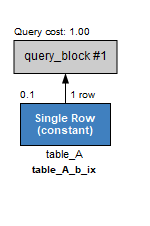 Query cost: 1.00
query_block #1
0.1 1 row
Single Row
(constant)
table_A
table_A_b_ix